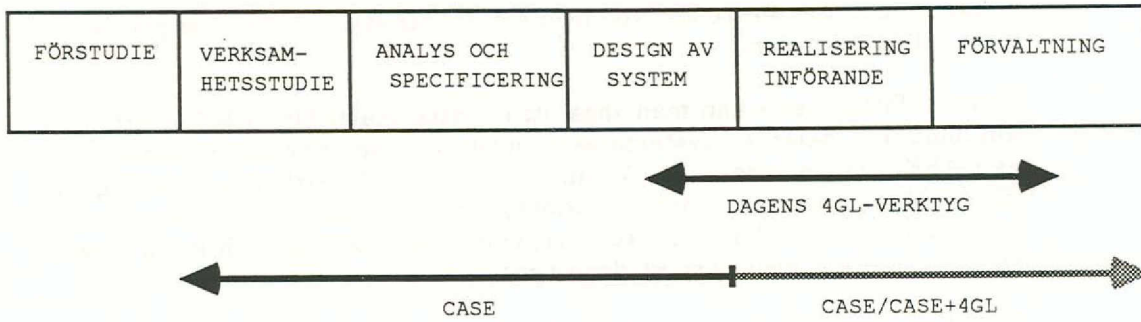 FÖRSTUDIE
VERKSAM-
HETSSTUDIE
ANALYS OCH
SPECIFICERING
DESIGN AV
SYSTEM
REALISERING
INFÖRANDE
FÖRVALTNING
DAGENS 4GL-VERKTYG
CASE
CASE/CASE+4GL